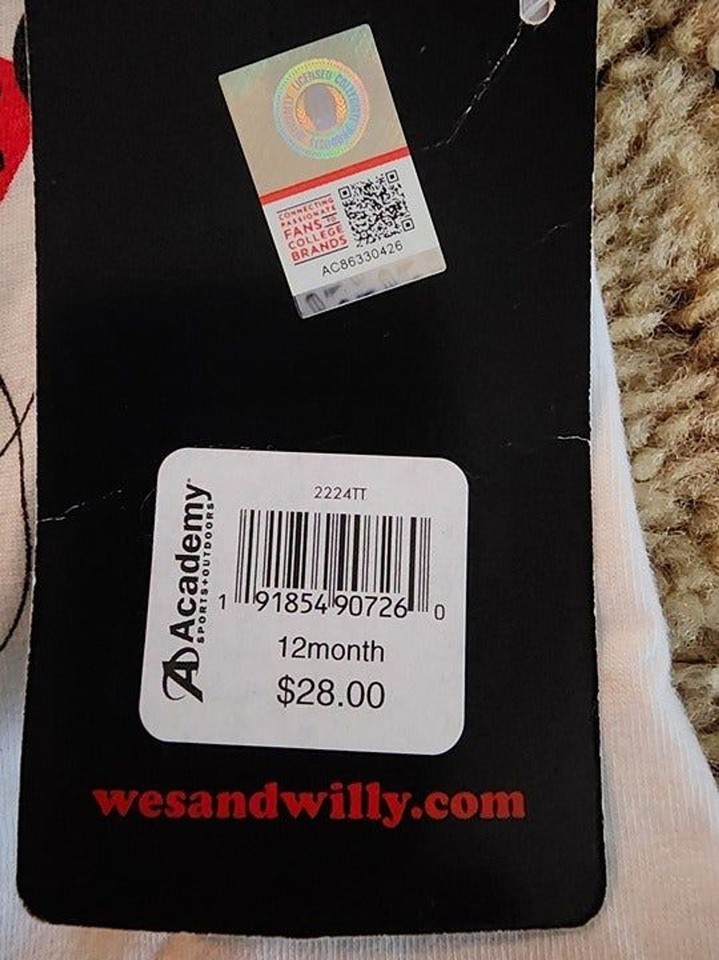 LICENSED COLLEGIATE
CONNECTING
PASSIONATE
FANS TO
COLLEGE
BRANDS
AC86330426
2224TT
Academy
SPORTS+OUTDOORS
1 91854 90726 0
12month
$28.00
wesandwilly.com